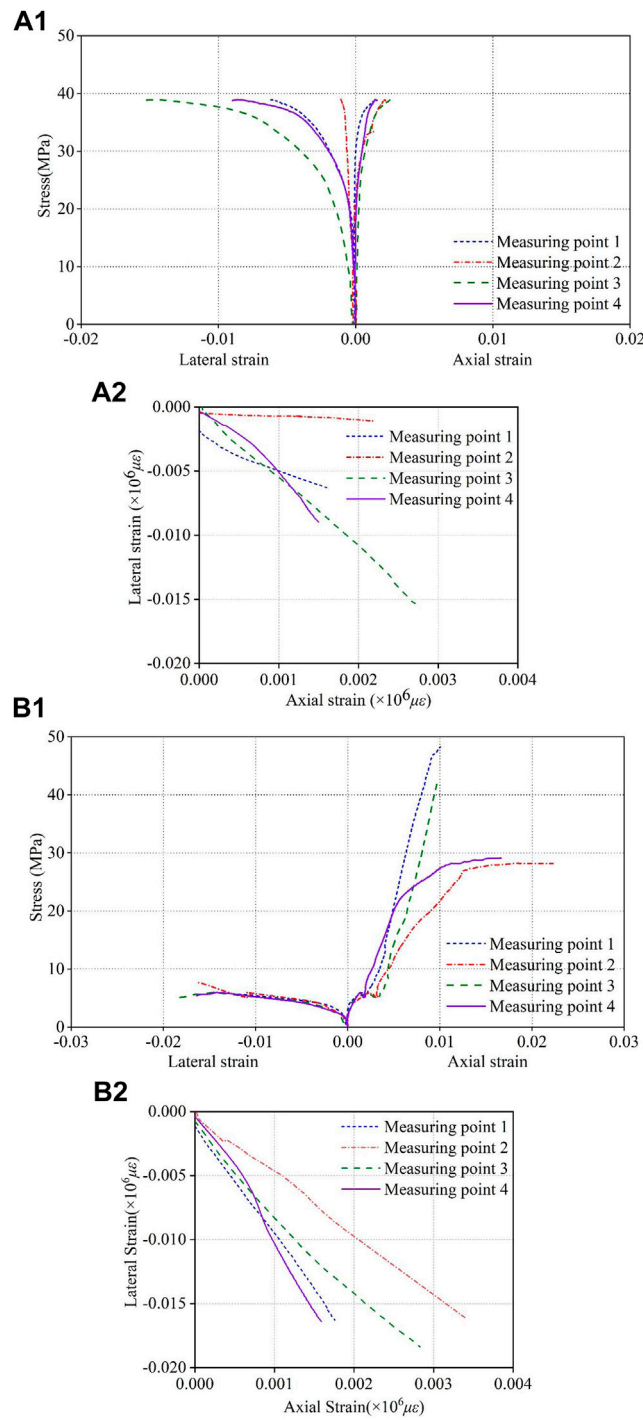 A1
50
40
30
20
10
0
Stress(MPa)
Measuring point 1
Measuring point 2
Measuring point 3
Measuring point 4
-0.02 -0.01 0.00 0.01 0.02
Lateral strain Axial strain
A2
0.000
-0.005
-0.010
-0.015
-0.020
Lateral strain (×10⁶με)
Measuring point 1
Measuring point 2
Measuring point 3
Measuring point 4
0.000 0.001 0.002 0.003 0.004
Axial strain (×10⁶με)
B1
50
40
30
20
10
0
Stress (MPa)
Measuring point 1
Measuring point 2
Measuring point 3
Measuring point 4
-0.03 -0.02 -0.01 0.00 0.01 0.02 0.03
Lateral strain Axial strain
B2
0.000
-0.005
-0.010
-0.015
-0.020
Lateral Strain(×10⁶με)
Measuring point 1
Measuring point 2
Measuring point 3
Measuring point 4
0.000 0.001 0.002 0.003 0.004
Axial Strain(×10⁶με)